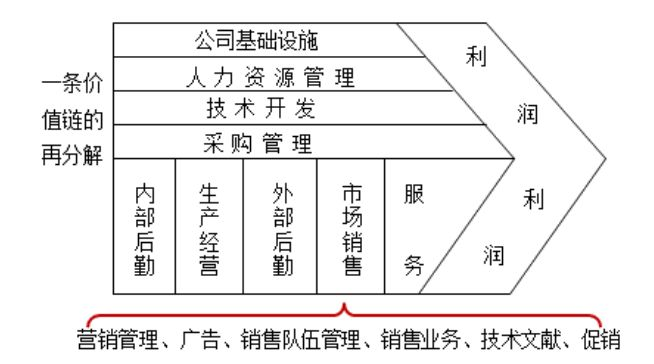 公司基础设施
人力资源管理
技术开发
采购管理
一条价
值链的
再分解
内部后勤
生产经营
外部后勤
市场销售
服务
利润
利润
营销管理、广告、销售队伍管理、销售业务、技术文献、促销